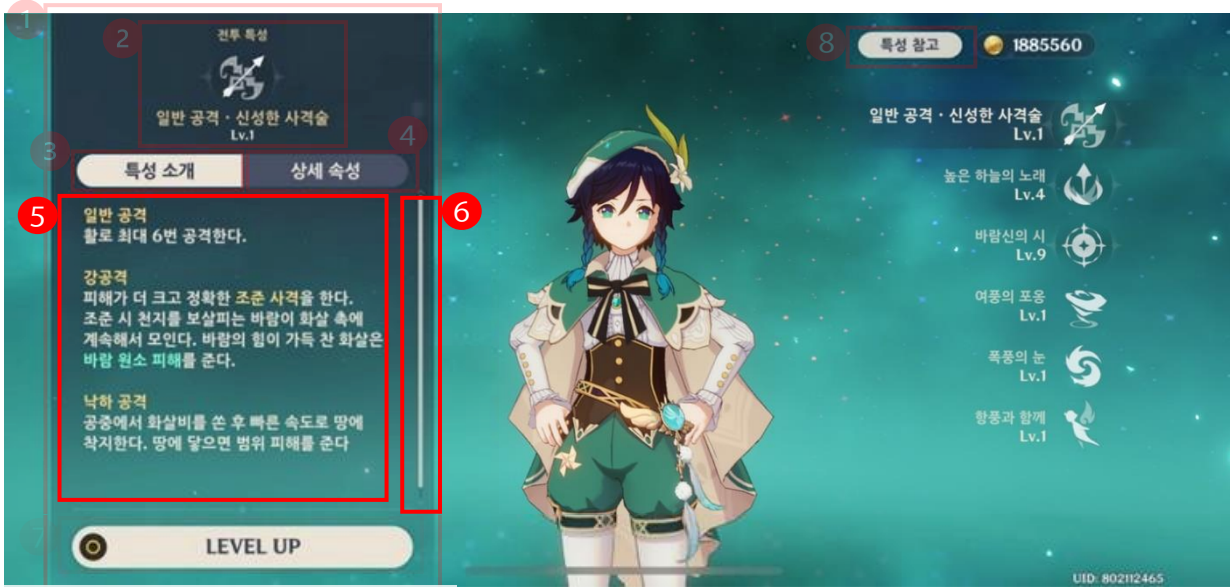 1
2
전투 특성
일반 공격 · 신성한 사격술
Lv.1
3
4
특성 소개
상세 속성
5
6
일반 공격
활로 최대 6번 공격한다.
강공격
피해가 더 크고 정확한 조준 사격을 한다.
조준 시 천지를 보살피는 바람이 화살 촉에
계속해서 모인다. 바람의 힘이 가득 찬 화살은
바람 원소 피해를 준다.
낙하 공격
공중에서 화살비를 쏜 후 빠른 속도로 땅에
착지한다. 땅에 닿으면 범위 피해를 준다
7
LEVEL UP
8
특성 참고
1885560
일반 공격 · 신성한 사격술
Lv.1
높은 하늘의 노래
Lv.4
바람신의 시
Lv.9
여풍의 포옹
Lv.1
폭풍의 눈
Lv.1
항풍과 함께
Lv.1
UID: 802112465